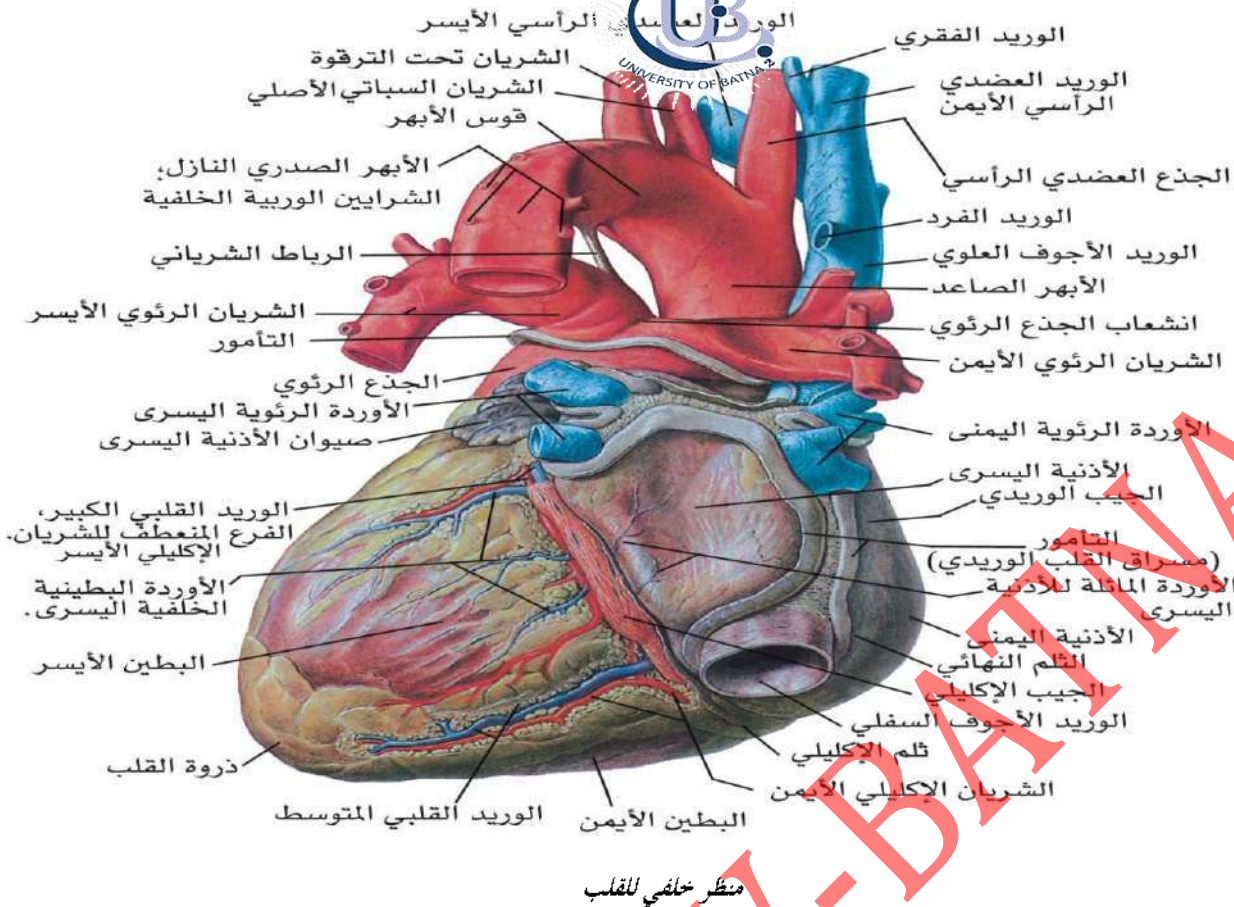 الوريد العضدي الرأسي الأيسر
UNIVERSITY OF BATNA 2
الوريد الفقري
الشريان تحت الترقوة
الوريد العضدي
الرأسي الأيمن
الشريان السباتي الأصلي
قوس الأبهر
الأبهر الصدري النازل،
الشرايين الوربية الخلفية
الجذع العضدي الرأسي
الوريد الفرد
الرباط الشرياني
الوريد الأجوف العلوي
الأبهر الصاعد
الشريان الرئوي الأيسر
انشعاب الجذع الرئوي
التأمور
الشريان الرئوي الأيمن
الجذع الرئوي
الأوردة الرئوية اليسرى
الأوردة الرئوية اليمنى
صيوان الأذنية اليسرى
الأذنية اليسرى
الجيب الوريدي
الوريد القلبي الكبير،
الفرع المنعطف للشريان.
الإكليلي الأيسر
التأمور
(مسراق القلب الوريدي)
الأوردة البطينية
الخلفية اليسرى.
الأوردة المائلة للأذنية
اليسرى
الأذنية اليمنى
البطين الأيسر
الثلم النهائي
الجيب الإكليلي
الوريد الأجوف السفلي
ثلم الإكليلي
ذروة القلب
الشريان الإكليلي الأيمن
الوريد القلبي المتوسط
البطين الأيمن
منظر خلفي للقلب
-BATNA